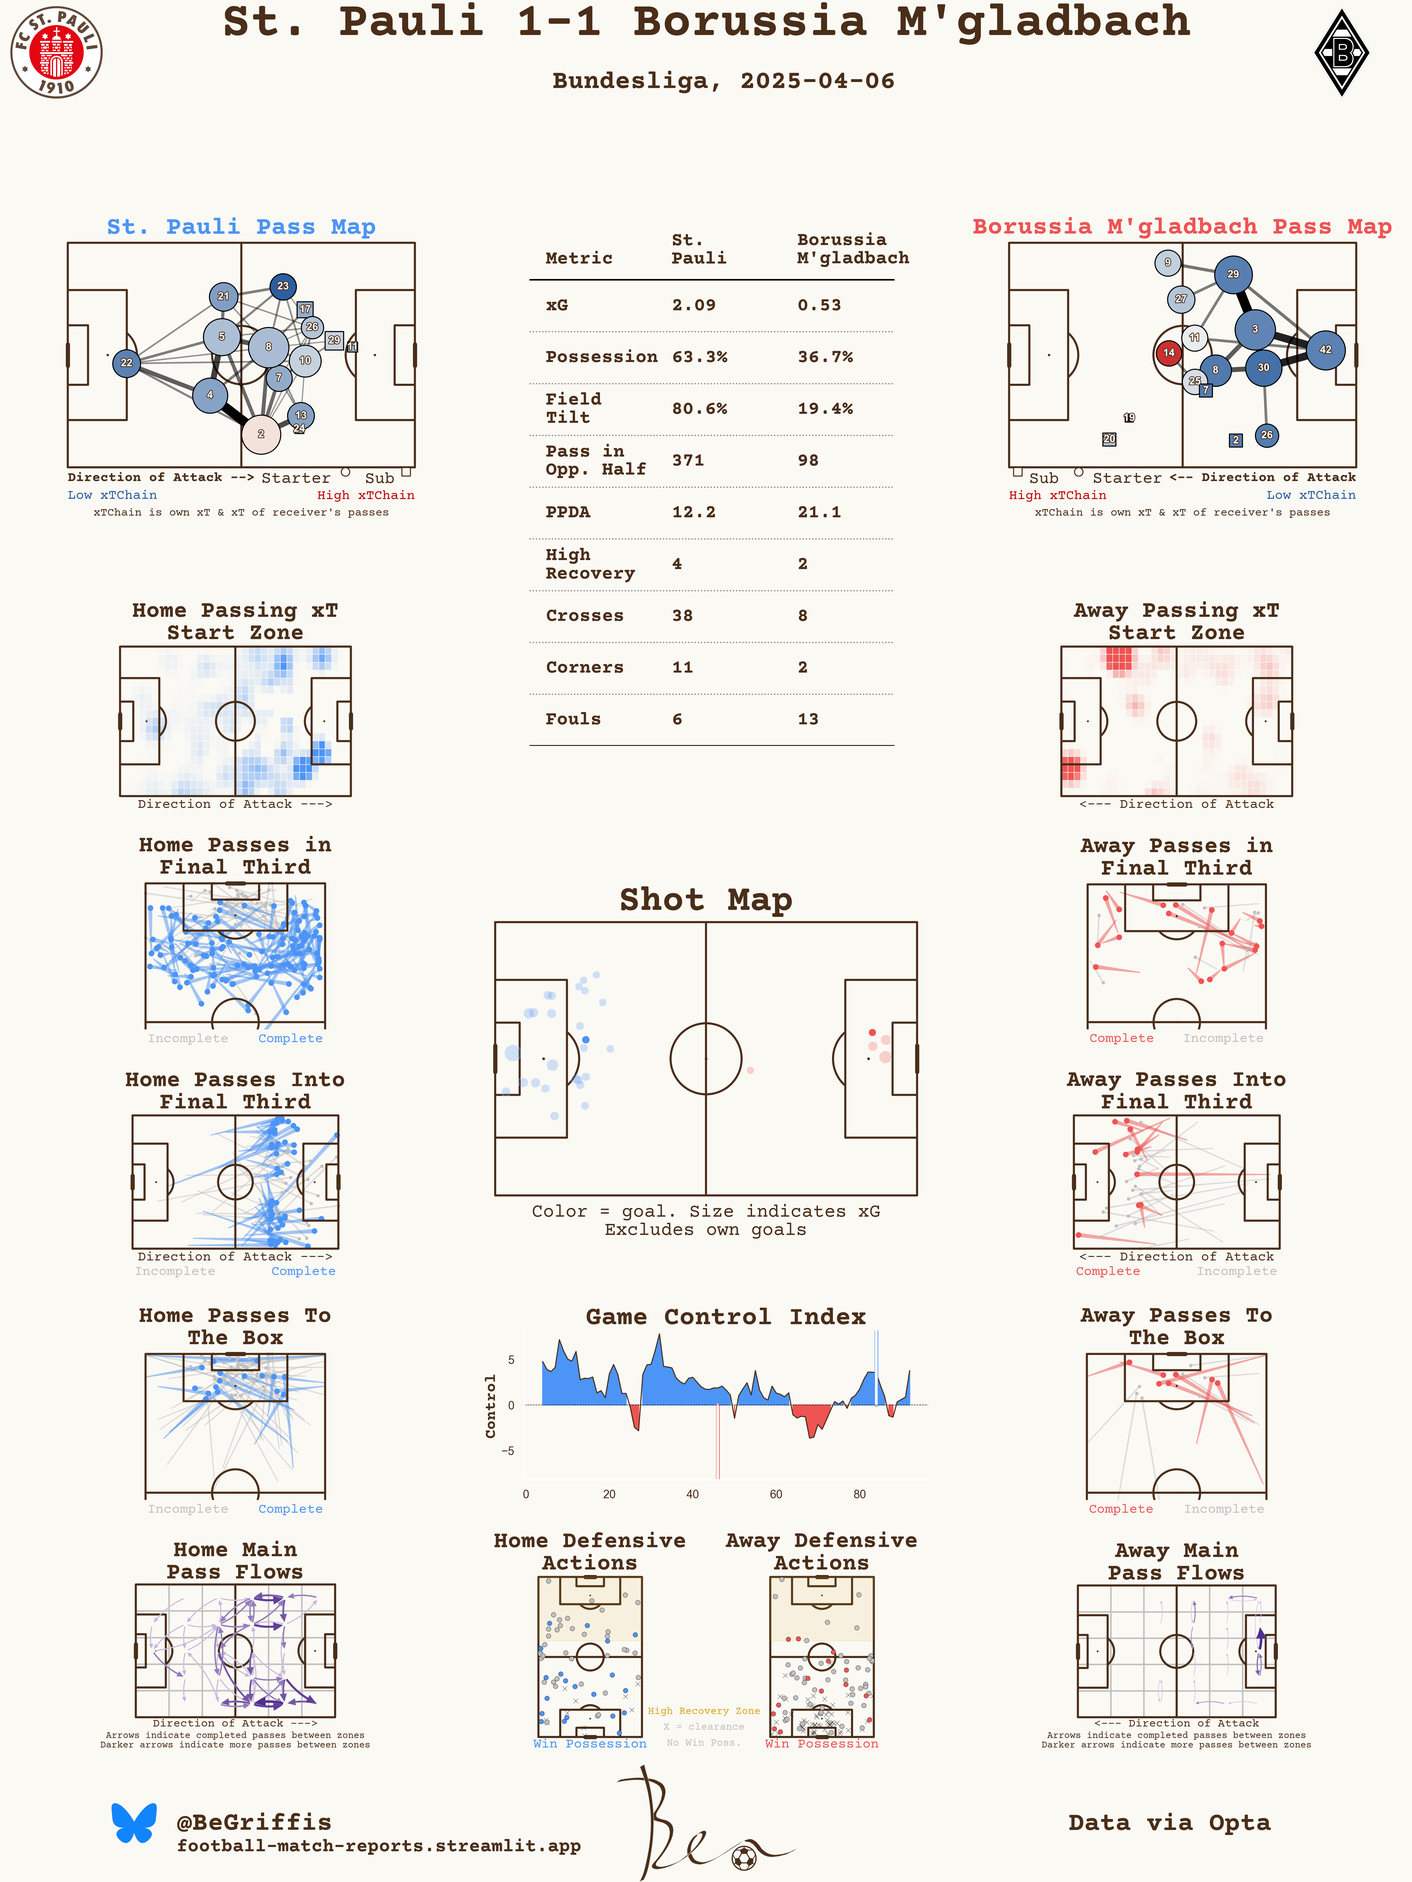 St. Pauli 1-1 Borussia M'gladbach
Bundesliga, 2025-04-06
FC ST. PAULI
1910
B
St. Pauli Pass Map
21
23
17
26
5
8
29
11
22
10
7
4
13
2
24
Direction of Attack --> Starter Sub
Low xTChain High xTChain
xTChain is own xT & xT of receiver's passes
Metric St. Pauli Borussia M'gladbach
xG 2.09 0.53
Possession 63.3% 36.7%
Field Tilt 80.6% 19.4%
Pass in Opp. Half 371 98
PPDA 12.2 21.1
High Recovery 4 2
Crosses 38 8
Corners 11 2
Fouls 6 13
Borussia M'gladbach Pass Map
9
29
27
3
11
14
42
8
30
25
7
19
20
2
26
Sub Starter <-- Direction of Attack
High xTChain Low xTChain
xTChain is own xT & xT of receiver's passes
Home Passing xT
Start Zone
Direction of Attack --->
Away Passing xT
Start Zone
<--- Direction of Attack
Home Passes in
Final Third
Incomplete Complete
Away Passes in
Final Third
Complete Incomplete
Shot Map
Color = goal. Size indicates xG
Excludes own goals
Home Passes Into
Final Third
Direction of Attack --->
Incomplete Complete
Away Passes Into
Final Third
<--- Direction of Attack
Complete Incomplete
Home Passes To
The Box
Incomplete Complete
Game Control Index
Control
5
0
−5
0 20 40 60 80
Away Passes To
The Box
Complete Incomplete
Home Main
Pass Flows
Direction of Attack --->
Arrows indicate completed passes between zones
Darker arrows indicate more passes between zones
Home Defensive
Actions
Win Possession
High Recovery Zone
X = clearance
No Win Poss.
Away Defensive
Actions
Win Possession
Away Main
Pass Flows
<--- Direction of Attack
Arrows indicate completed passes between zones
Darker arrows indicate more passes between zones
@BeGriffis
football-match-reports.streamlit.app
Ben
Data via Opta